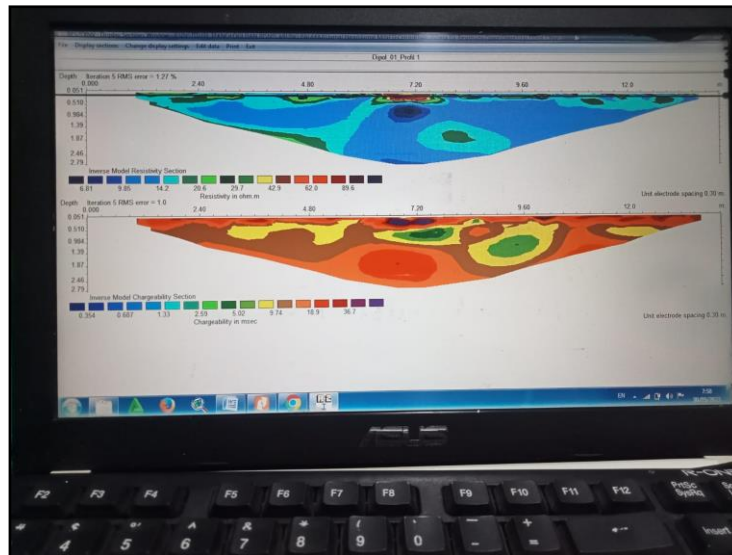 File Display sections Change display settings Edit data Print Exit
Dipol_01_Profil 1
Depth Iteration 5 RMS error = 1.27 %
0.000 2.40 4.80 7.20 9.60 12.0 m.
0.051
0.510
0.984
1.39
1.87
2.46
2.79
Inverse Model Resistivity Section
6.81 9.85 14.2 20.6 29.7 42.9 62.0 89.6
Resistivity in ohm.m
Unit electrode spacing 0.30 m.
Depth Iteration 5 RMS error = 1.0
0.000 2.40 4.80 7.20 9.60 12.0 m.
0.051
0.510
0.984
1.39
1.87
2.46
2.79
Inverse Model Chargeability Section
0.354 0.687 1.33 2.59 5.02 9.74 18.9 36.7
Chargeability in msec
Unit electrode spacing 0.30 m.
EN
7:56
ASUS
F2 F3 F4 F5 F6 F7 F8 F9 F10 F11 F12 PrtSc SysRq
4 5 6 7 8 9 0 - + = Insert